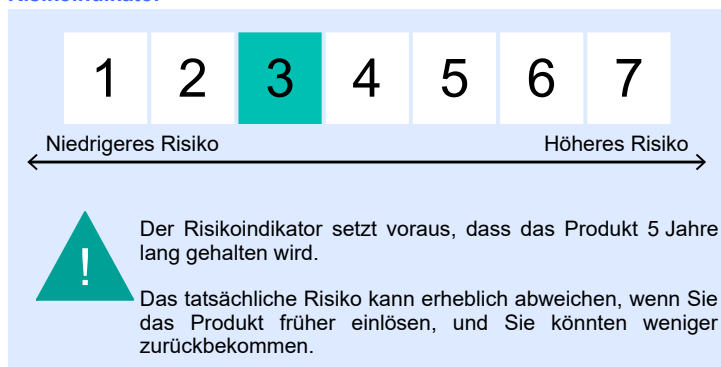 Risikoindikator
1 2 3 4 5 6 7
Niedrigeres Risiko Höheres Risiko
!
Der Risikoindikator setzt voraus, dass das Produkt 5 Jahre
lang gehalten wird.
Das tatsächliche Risiko kann erheblich abweichen, wenn Sie
das Produkt früher einlösen, und Sie könnten weniger
zurückbekommen.